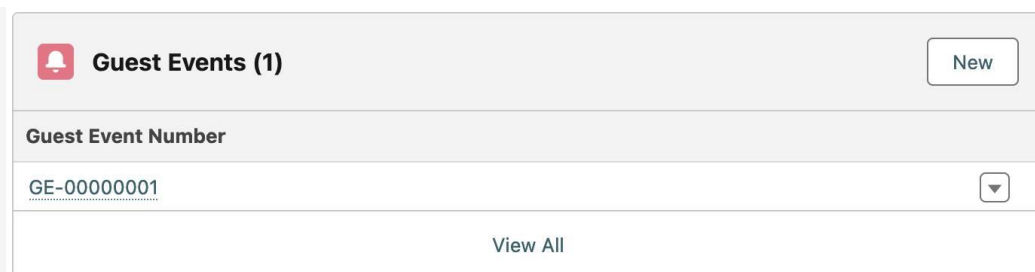 Guest Events (1)
New
Guest Event Number
GE-00000001
View All